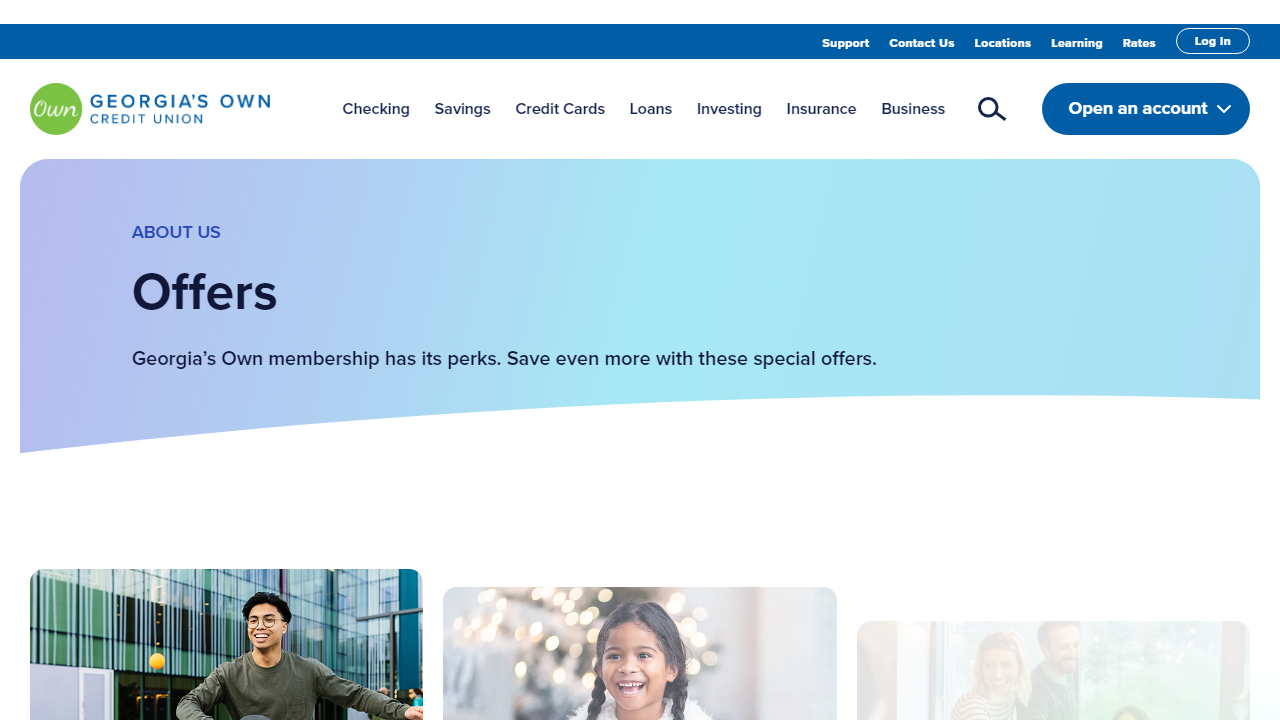 Support Contact Us Locations Learning Rates Log In
Own GEORGIA'S OWN
CREDIT UNION
Checking Savings Credit Cards Loans Investing Insurance Business Open an account
ABOUT US
Offers
Georgia's Own membership has its perks. Save even more with these special offers.